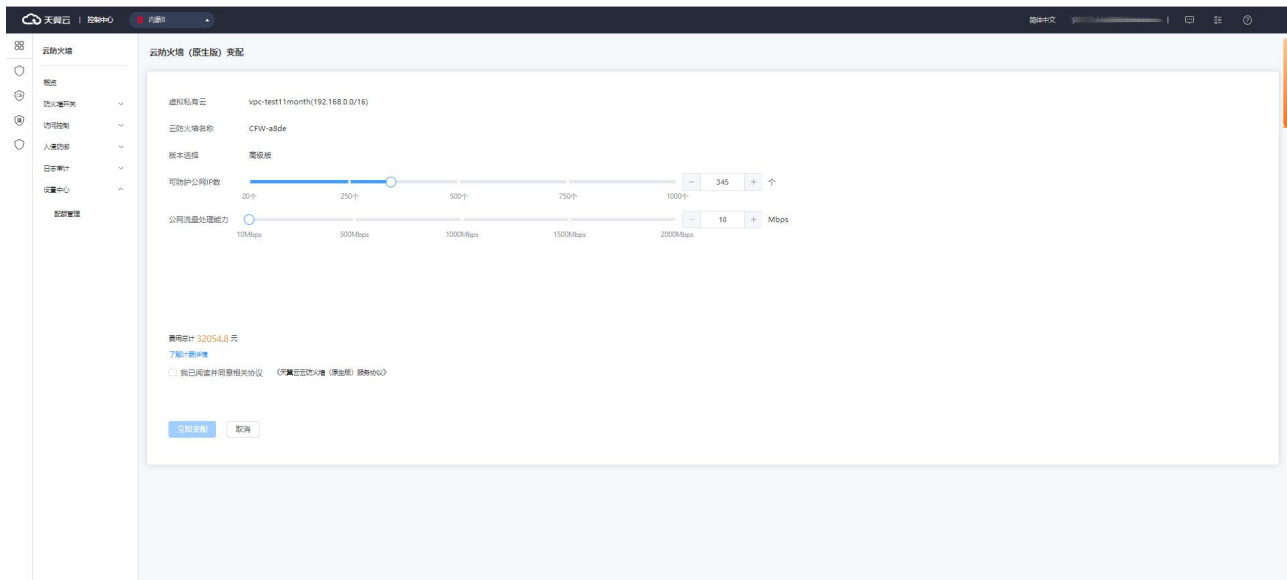 天翼云 | 控制中心 内蒙8 简体中文
云防火墙
概览
防火墙开关
访问控制
入侵防御
日志审计
设置中心
配额管理
云防火墙（原生版）变配
虚拟私有云 vpc-test11month(192.168.0.0/16)
云防火墙名称 CFW-a8de
版本选择 高级版
可防护公网IP数 345 个
20个 250个 500个 750个 1000个
公网流量处理能力 10 Mbps
10Mbps 500Mbps 1000Mbps 1500Mbps 2000Mbps
费用总计 32054.8 元
了解计费详情
我已阅读并同意相关协议 《天翼云云防火墙（原生版）服务协议》
立即变配 取消